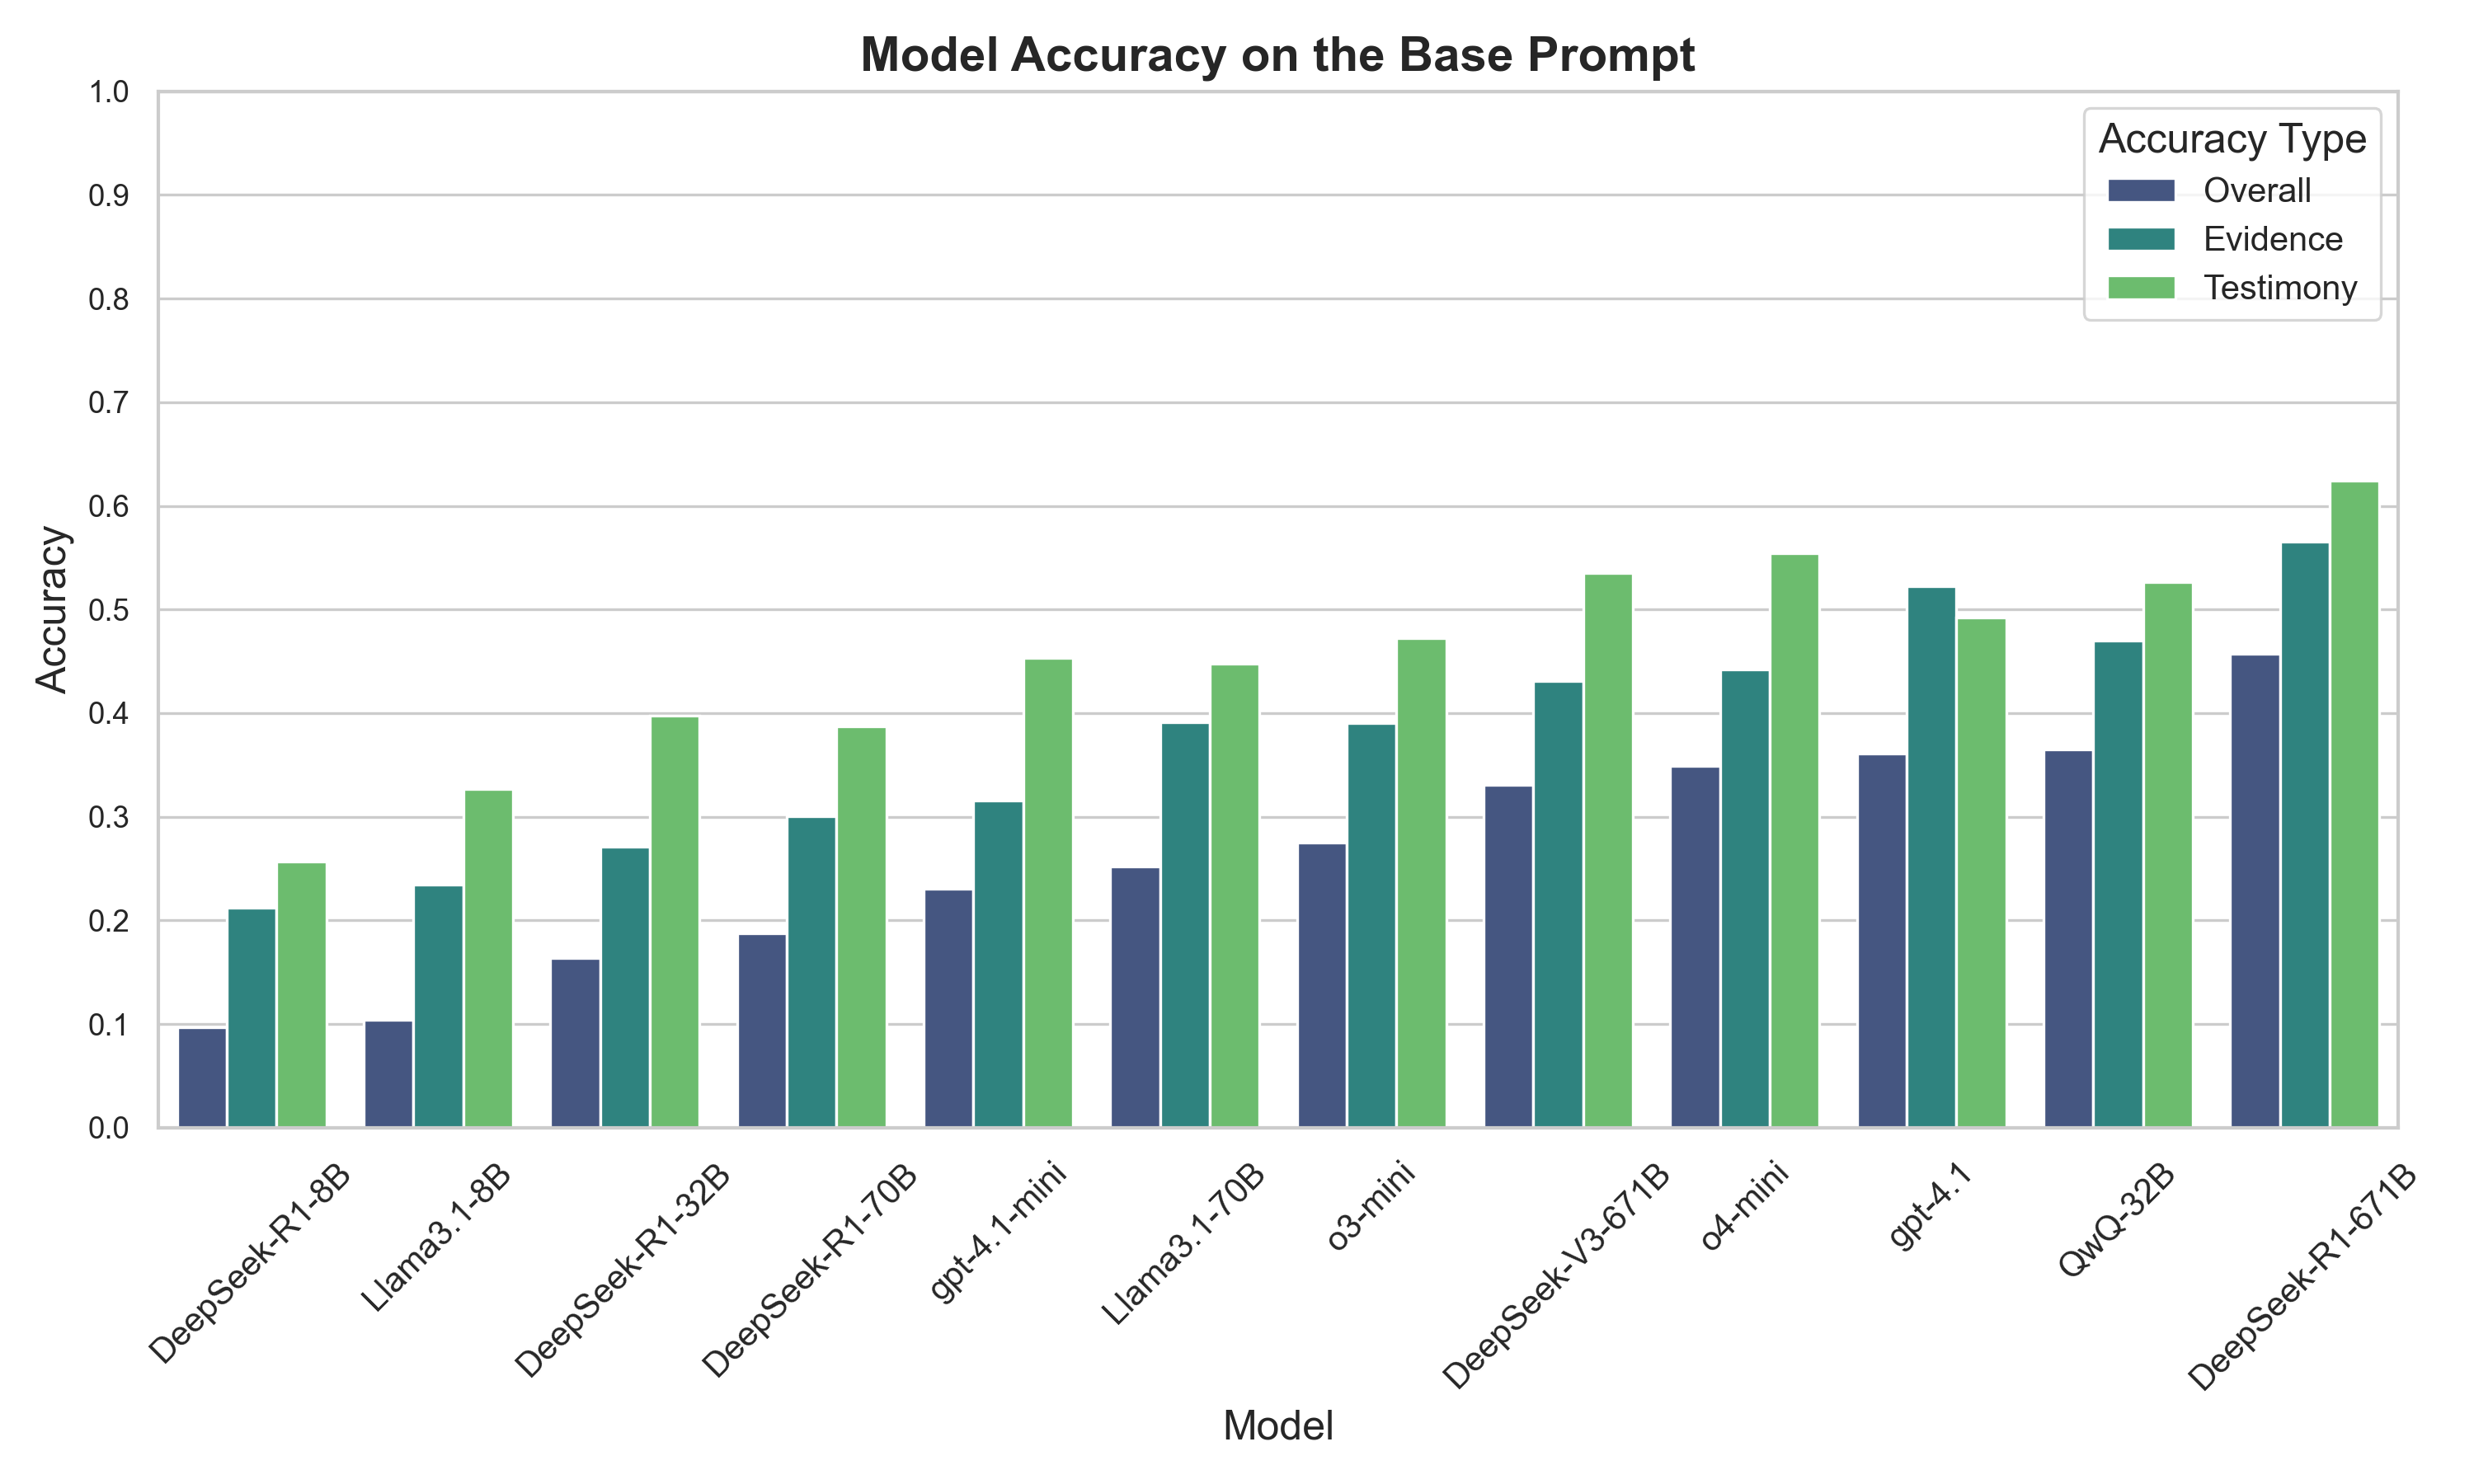 Model Accuracy on the Base Prompt
1.0
0.9
0.8
0.7
0.6
0.5
0.4
0.3
0.2
0.1
0.0
Accuracy
Accuracy Type
Overall
Evidence
Testimony
DeepSeek-R1-8B
Llama3.1-8B
DeepSeek-R1-32B
DeepSeek-R1-70B
gpt-4.1-mini
Llama3.1-70B
o3-mini
DeepSeek-V3-671B
o4-mini
gpt-4.1
QwQ-32B
DeepSeek-R1-671B
Model